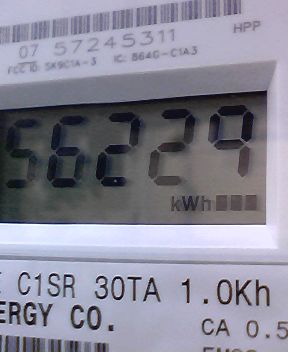 07 57245311 HPP
FCC ID: SK9C1A-3 IC: 864G-C1A3
56229
kWh
C1SR 30TA 1.0Kh
ERGY CO.
CA 0.5